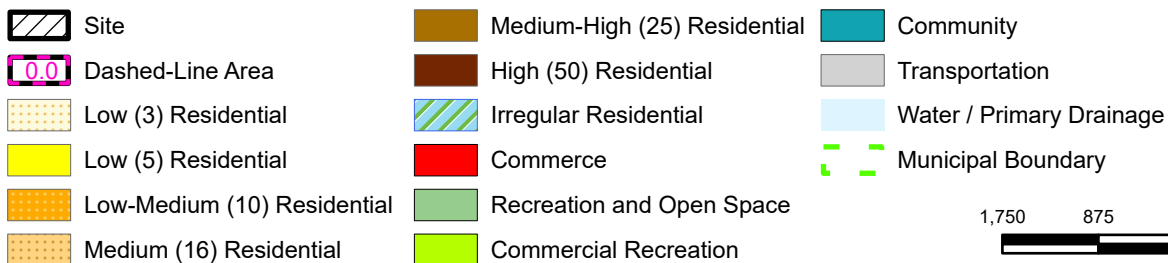 Site
0.0 Dashed-Line Area
Low (3) Residential
Low (5) Residential
Low-Medium (10) Residential
Medium (16) Residential
Medium-High (25) Residential
High (50) Residential
Irregular Residential
Commerce
Recreation and Open Space
Commercial Recreation
Community
Transportation
Water / Primary Drainage
Municipal Boundary
1,750 875